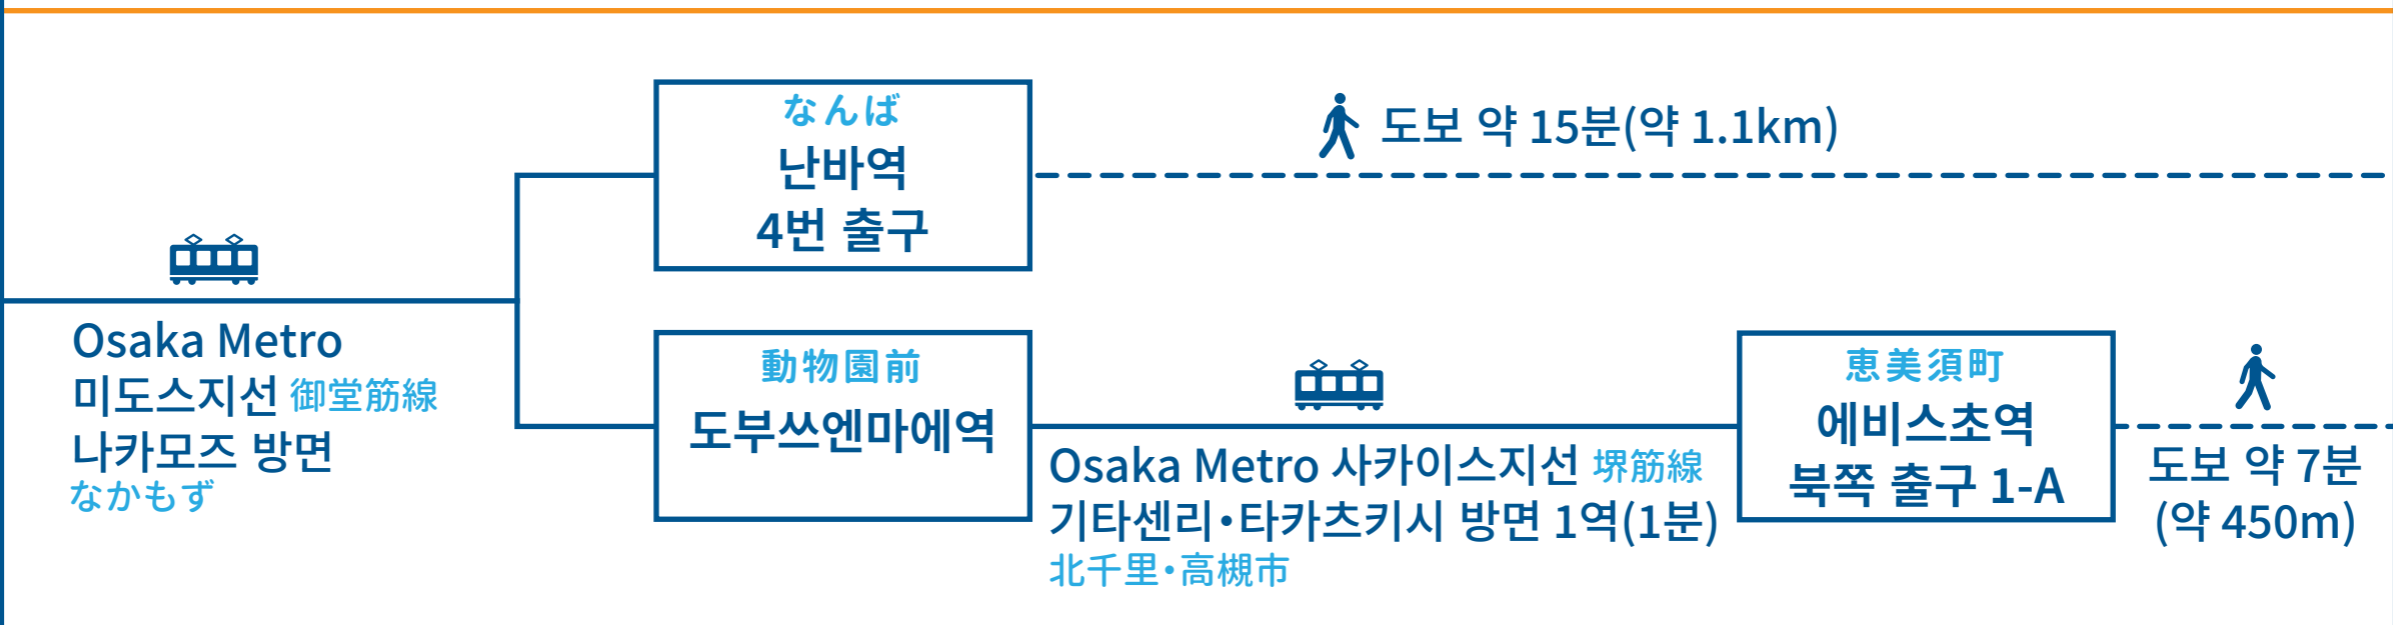 なんば
난바역
4번 출구
도보 약 15분(약 1.1km)
Osaka Metro
미도스지선 御堂筋線
나카모즈 방면
なかもず
動物園前
도부쓰엔마에역
Osaka Metro 사카이스지선 堺筋線
기타센리·타카츠키시 방면 1역(1분)
北千里・高槻市
恵美須町
에비스초역
북쪽 출구 1-A
도보 약 7분
(약 450m)